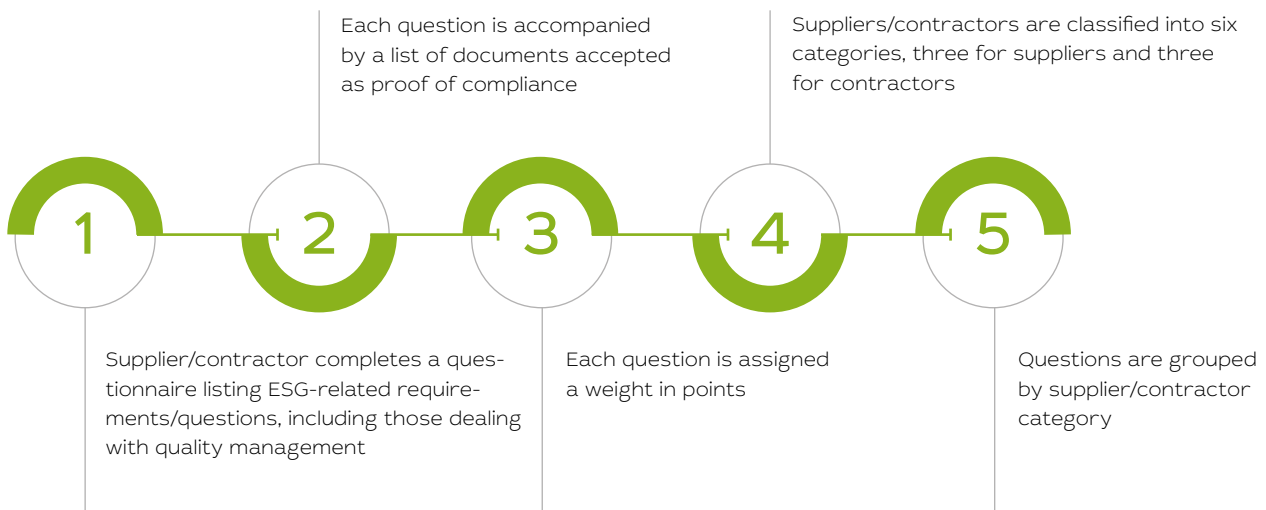 Each question is accompanied
by a list of documents accepted
as proof of compliance
Suppliers/contractors are classified into six
categories, three for suppliers and three
for contractors
1
2
3
4
5
Supplier/contractor completes a que-
stionnaire listing ESG-related require-
ments/questions, including those dealing
with quality management
Each question is assigned
a weight in points
Questions are grouped
by supplier/contractor
category